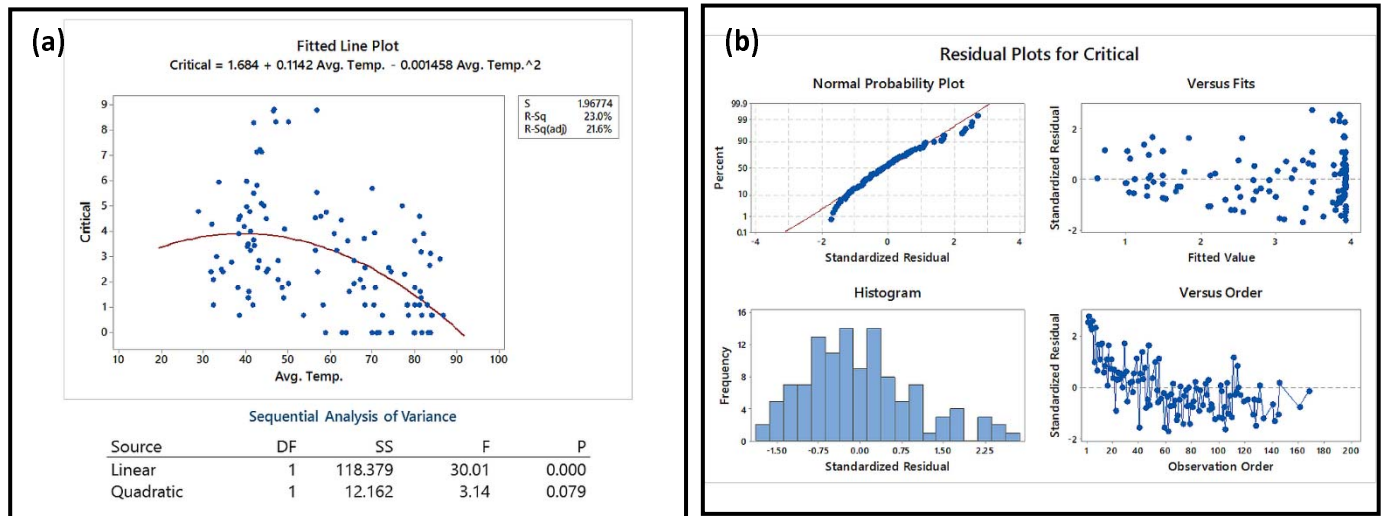 (a)
Fitted Line Plot
Critical = 1.684 + 0.1142 Avg. Temp. - 0.001458 Avg. Temp.^2
S 1.96774
R-Sq 23.0%
R-Sq(adj) 21.6%
9
8
7
6
5
4
3
2
1
0
Critical
10 20 30 40 50 60 70 80 90 100
Avg. Temp.
Sequential Analysis of Variance
Source DF SS F P
Linear 1 118.379 30.01 0.000
Quadratic 1 12.162 3.14 0.079
(b)
Residual Plots for Critical
Normal Probability Plot
99.9
99
90
50
10
1
0.1
Percent
-4 -2 0 2 4
Standardized Residual
Versus Fits
2
0
-2
Standardized Residual
1 2 3 4
Fitted Value
Histogram
16
12
8
4
0
Frequency
-1.50 -0.75 0.00 0.75 1.50 2.25
Standardized Residual
Versus Order
2
0
-2
Standardized Residual
1 20 40 60 80 100 120 140 160 180 200
Observation Order